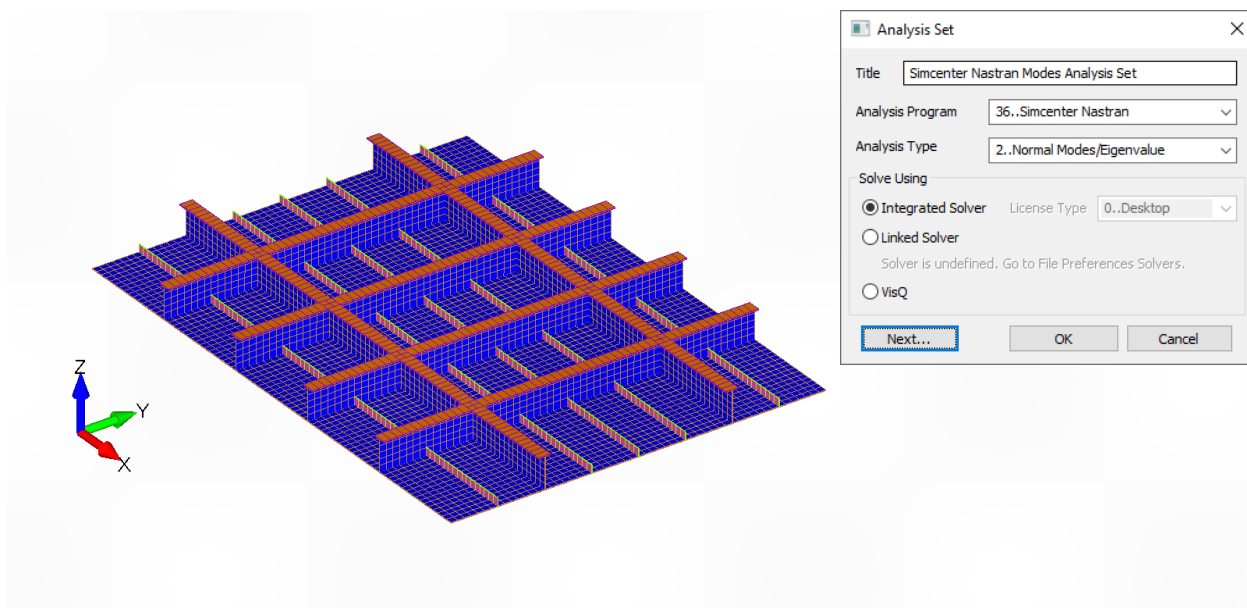 Analysis Set
Title Simcenter Nastran Modes Analysis Set
Analysis Program 36..Simcenter Nastran
Analysis Type 2..Normal Modes/Eigenvalue
Solve Using
Integrated Solver License Type 0..Desktop
Linked Solver
Solver is undefined. Go to File Preferences Solvers.
VisQ
Next... OK Cancel
Z
Y
X